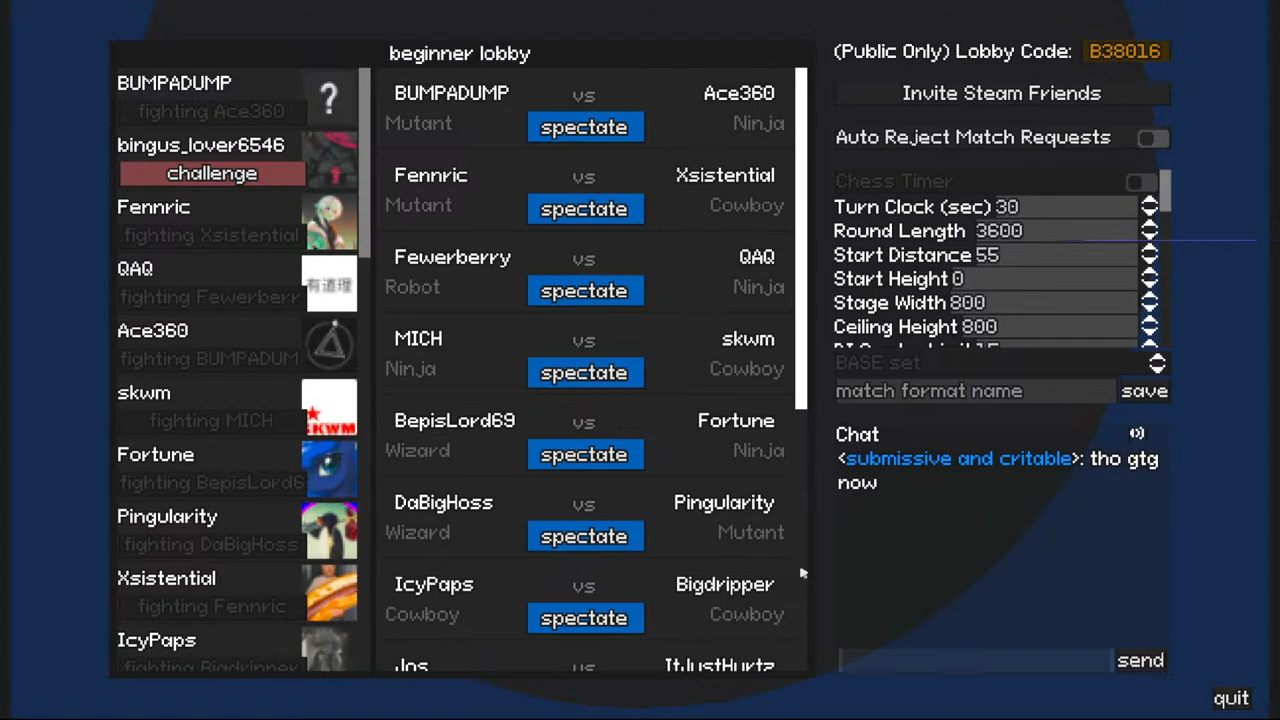 beginner lobby
BUMPADUMP
fighting Ace360
?
bingus_lover6546
challenge
Fennric
fighting Xsistential
QAQ
fighting Fewerberr
有道理
Ace360
fighting BUMPADUM
skwm
fighting MICH
SKWM
Fortune
fighting BepisLord6
Pingularity
fighting DaBigHoss
Xsistential
fighting Fennric
IcyPaps
fighting Bigdripper
BUMPADUMP vs Ace360
Mutant spectate Ninja
Fennric vs Xsistential
Mutant spectate Cowboy
Fewerberry vs QAQ
Robot spectate Ninja
MICH vs skwm
Ninja spectate Cowboy
BepisLord69 vs Fortune
Wizard spectate Ninja
DaBigHoss vs Pingularity
Wizard spectate Mutant
IcyPaps vs Bigdripper
Cowboy spectate Cowboy
Jos vs ItJustHurtz
(Public Only) Lobby Code: B38016
Invite Steam Friends
Auto Reject Match Requests
Chess Timer
Turn Clock (sec) 30
Round Length 3600
Start Distance 55
Start Height 0
Stage Width 800
Ceiling Height 800
BASE set
match format name save
Chat
<submissive and critable>: tho gtg
now
send
quit